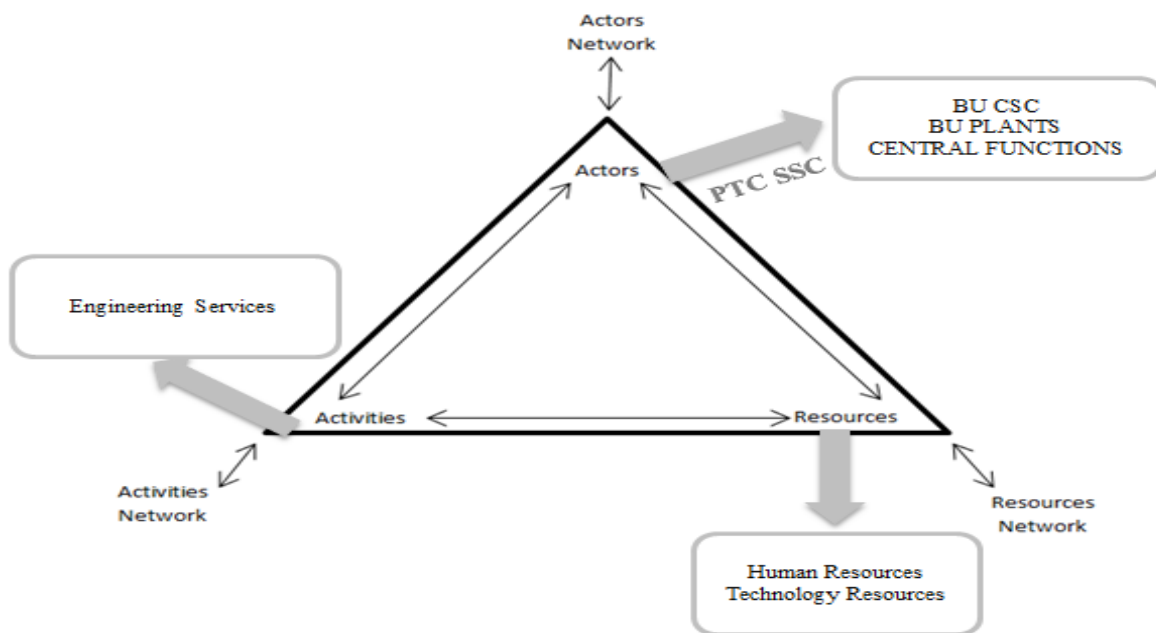 Actors
Network
BU CSC
BU PLANTS
CENTRAL FUNCTIONS
Actors
PTC SSC
Engineering Services
Activities
Resources
Activities
Network
Resources
Network
Human Resources
Technology Resources